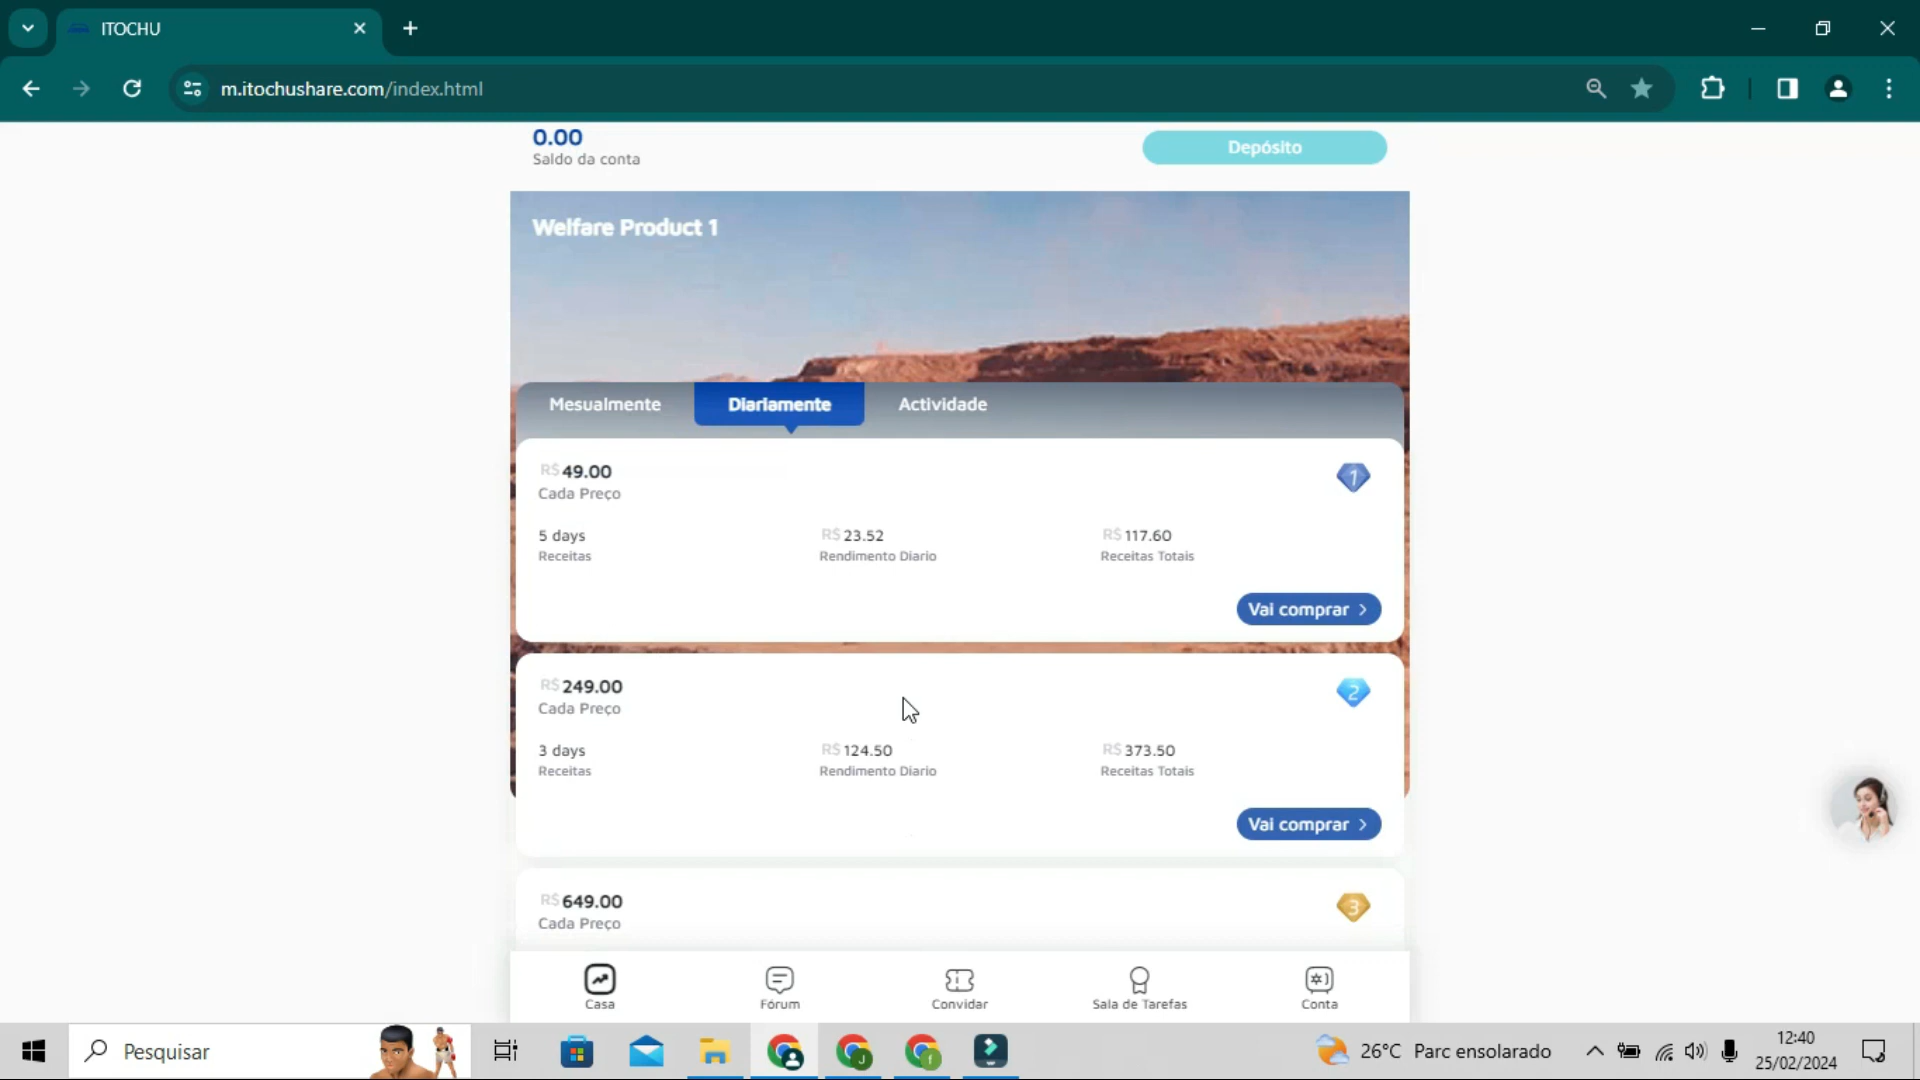 ITOCHU
m.itochushare.com/index.html
0.00
Saldo da conta
Depósito
Welfare Product 1
Mesualmente Diariamente Actividade
R$ 49.00
Cada Preço
1
5 days R$ 23.52 R$ 117.60
Receitas Rendimento Diario Receitas Totais
Vai comprar >
R$ 249.00
Cada Preço
2
3 days R$ 124.50 R$ 373.50
Receitas Rendimento Diario Receitas Totais
Vai comprar >
R$ 649.00
Cada Preço
3
Casa Fórum Convidar Sala de Tarefas Conta
Pesquisar
J
f
26°C Parc ensolarado
12:40
25/02/2024